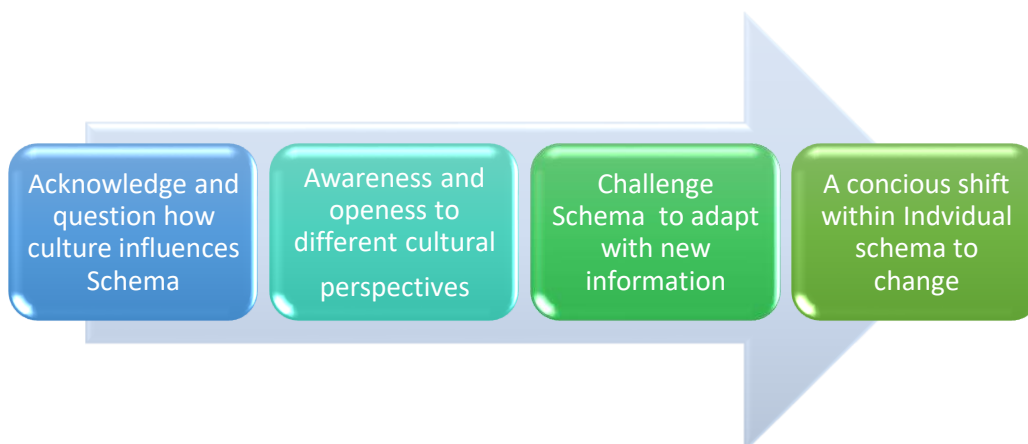 Acknowledge and
question how
culture influences
Schema
Awareness and
openess to
different cultural
perspectives
Challenge
Schema to adapt
with new
information
A concious shift
within Indvidual
schema to
change